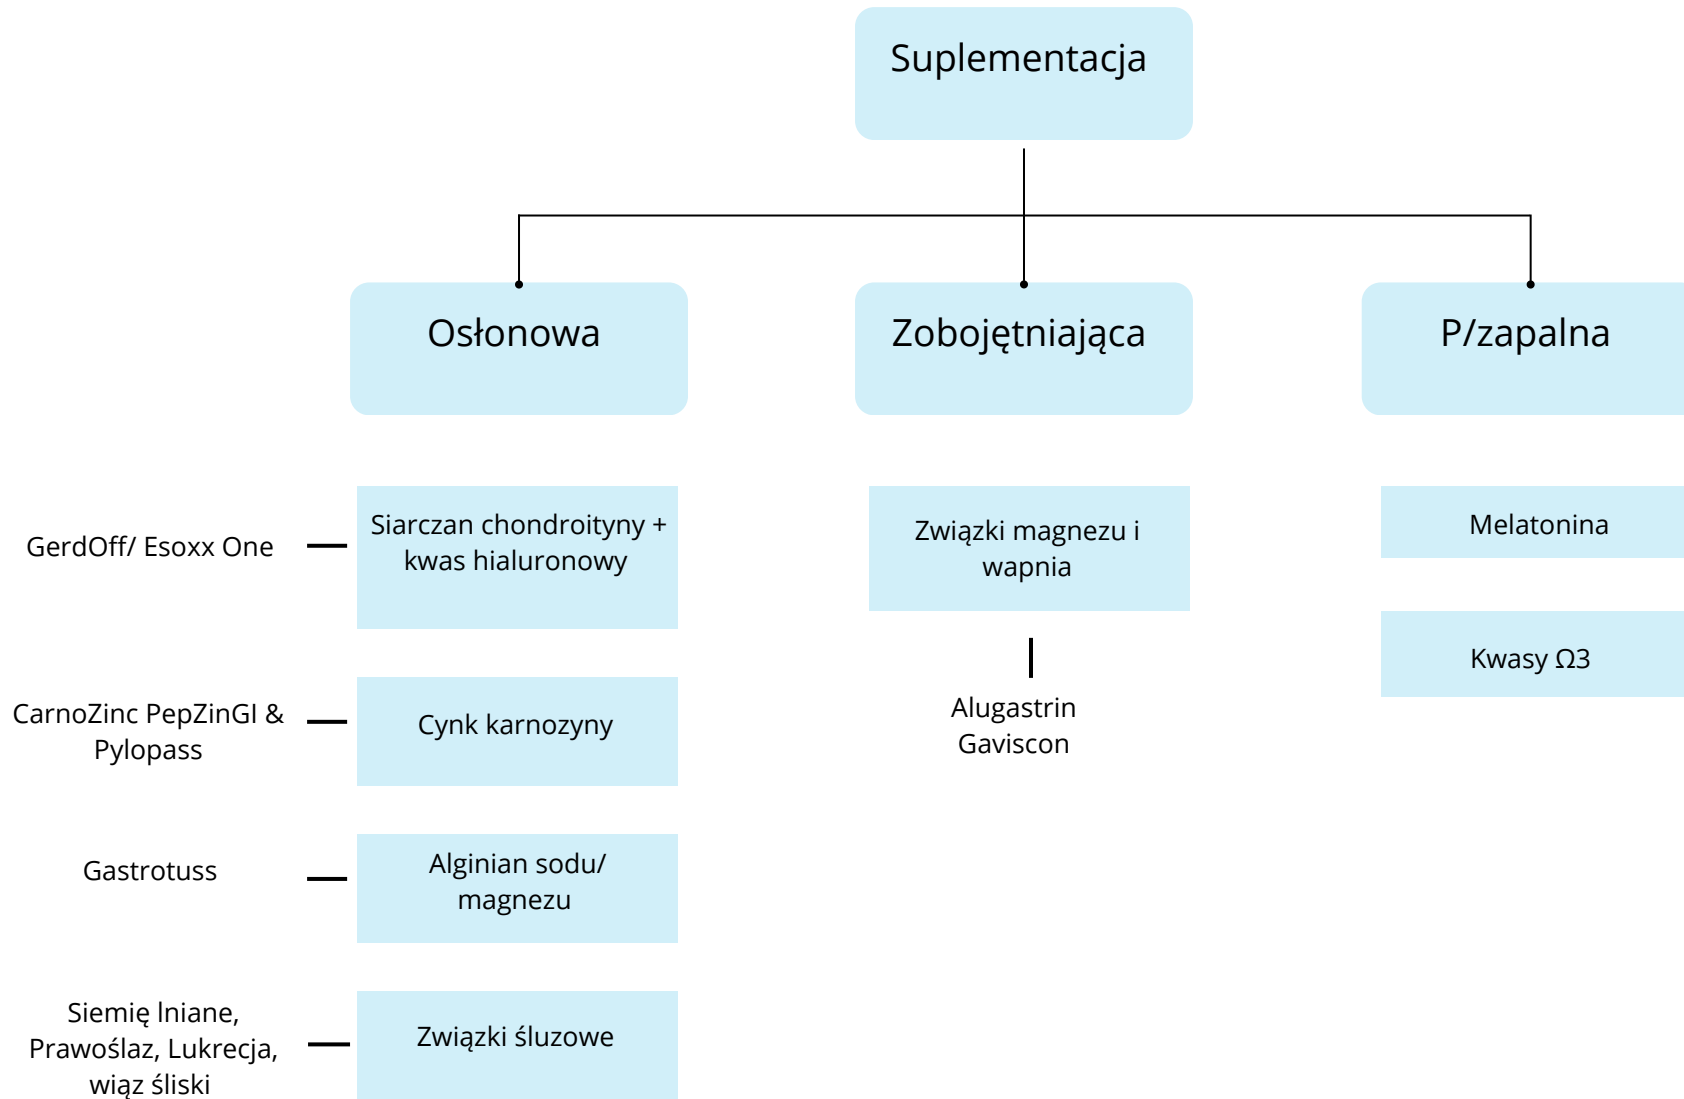 Suplementacja
Osłonowa
Zobojętniająca
P/zapalna
GerdOff/ Esoxx One
Siarczan chondroityny +
kwas hialuronowy
Związki magnezu i
wapnia
Melatonina
Kwasy Ω3
CarnoZinc PepZinGI &
Pylopass
Cynk karnozyny
Alugastrin
Gaviscon
Gastrotuss
Alginian sodu/
magnezu
Siemię lniane,
Prawoślaz, Lukrecja,
wiąz śliski
Związki śluzowe